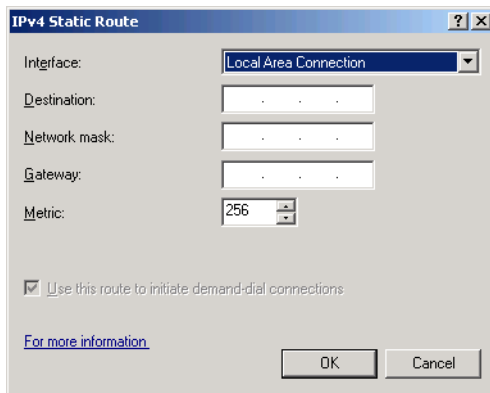 IPv4 Static Route
Interface: Local Area Connection
Destination: . . .
Network mask: . . .
Gateway: . . .
Metric: 256
Use this route to initiate demand-dial connections
For more information
OK Cancel